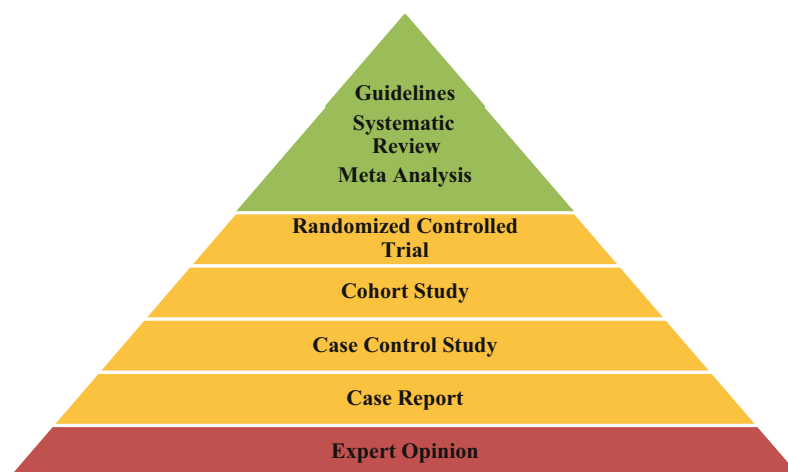 Guidelines
Systematic
Review
Meta Analysis
Randomized Controlled
Trial
Cohort Study
Case Control Study
Case Report
Expert Opinion